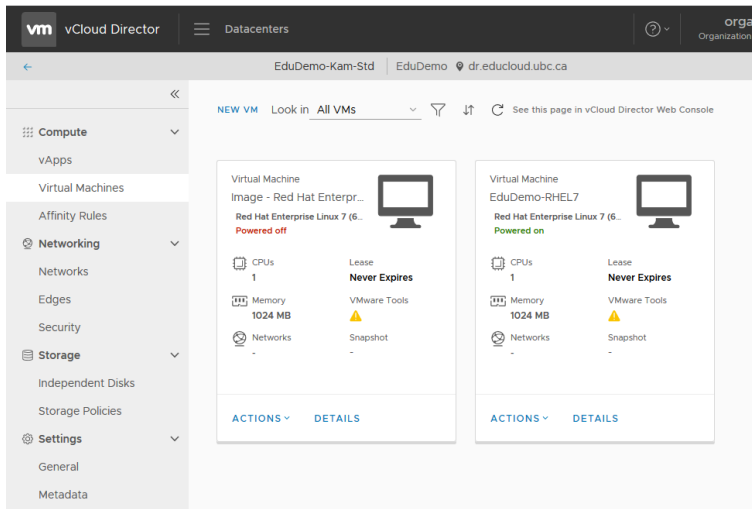 vm vCloud Director Datacenters ? orga
Organization
EduDemo-Kam-Std EduDemo dr.educloud.ubc.ca
Compute
vApps
Virtual Machines
Affinity Rules
Networking
Networks
Edges
Security
Storage
Independent Disks
Storage Policies
Settings
General
Metadata
NEW VM Look in All VMs See this page in vCloud Director Web Console
Virtual Machine
Image - Red Hat Enterpr...
Red Hat Enterprise Linux 7 (6...
Powered off
CPUs
1
Lease
Never Expires
Memory
1024 MB
VMware Tools
Networks
-
Snapshot
-
ACTIONS DETAILS
Virtual Machine
EduDemo-RHEL7
Red Hat Enterprise Linux 7 (6...
Powered on
CPUs
1
Lease
Never Expires
Memory
1024 MB
VMware Tools
Networks
-
Snapshot
-
ACTIONS DETAILS